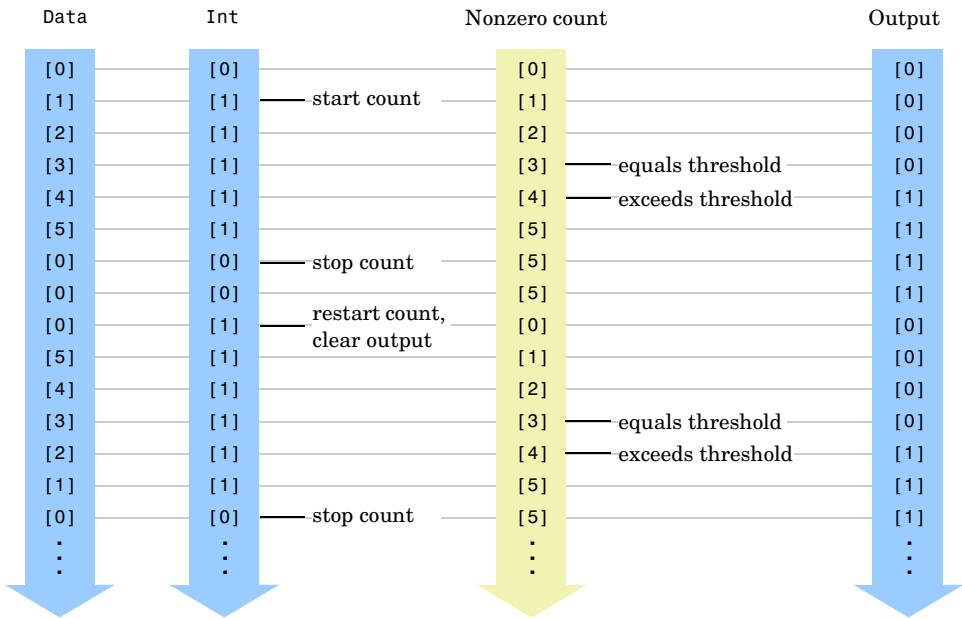 Data Int Nonzero count Output
[0] [0] [0] [0]
[1] [1] start count [1] [0]
[2] [1] [2] [0]
[3] [1] [3] equals threshold [0]
[4] [1] [4] exceeds threshold [1]
[5] [1] [5] [1]
[0] [0] stop count [5] [1]
[0] [0] [5] [1]
[0] [1] restart count, [0] [0]
clear output
[5] [1] [1] [0]
[4] [1] [2] [0]
[3] [1] [3] equals threshold [0]
[2] [1] [4] exceeds threshold [1]
[1] [1] [5] [1]
[0] [0] stop count [5] [1]